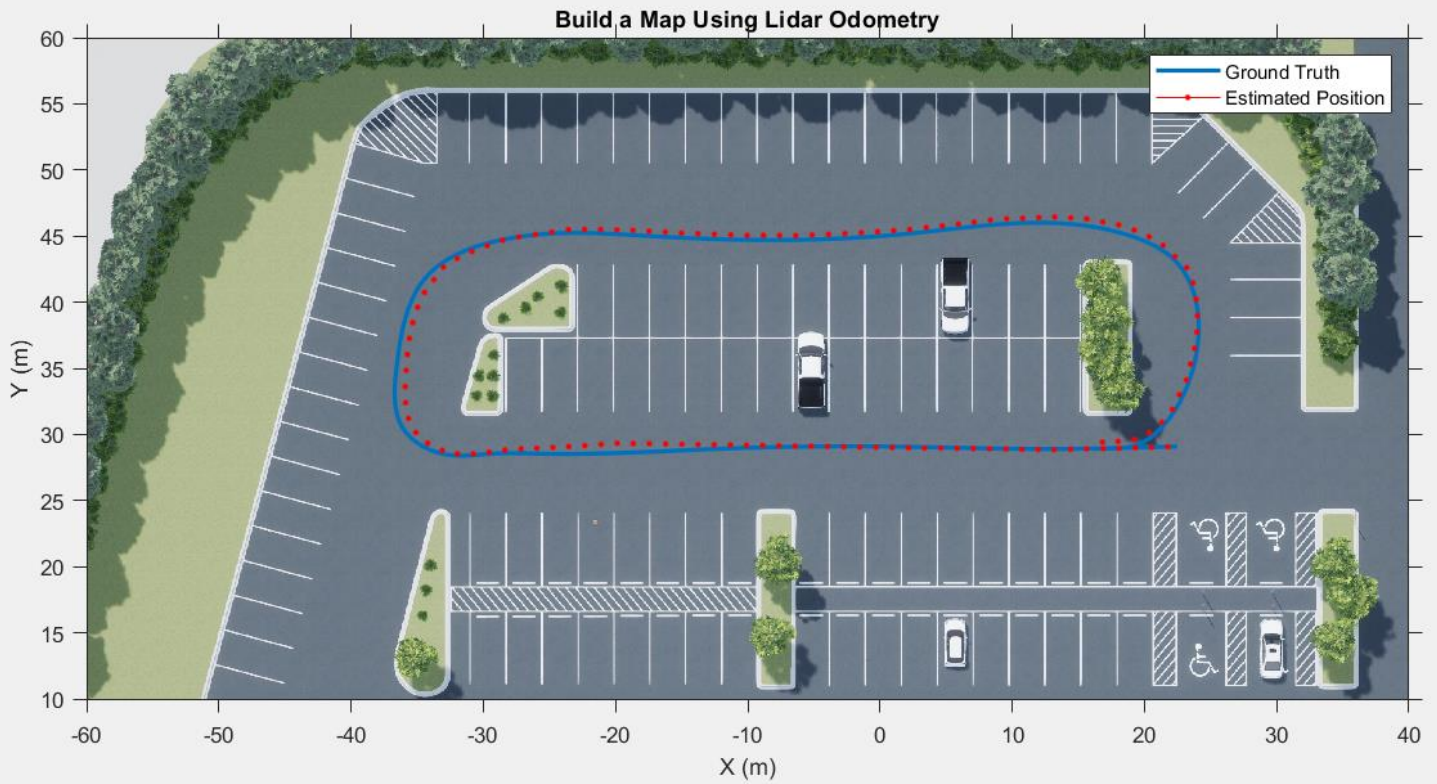 Build a Map Using Lidar Odometry
Ground Truth
Estimated Position
60
55
50
45
40
35
30
25
20
15
10
Y (m)
-60 -50 -40 -30 -20 -10 0 10 20 30 40
X (m)